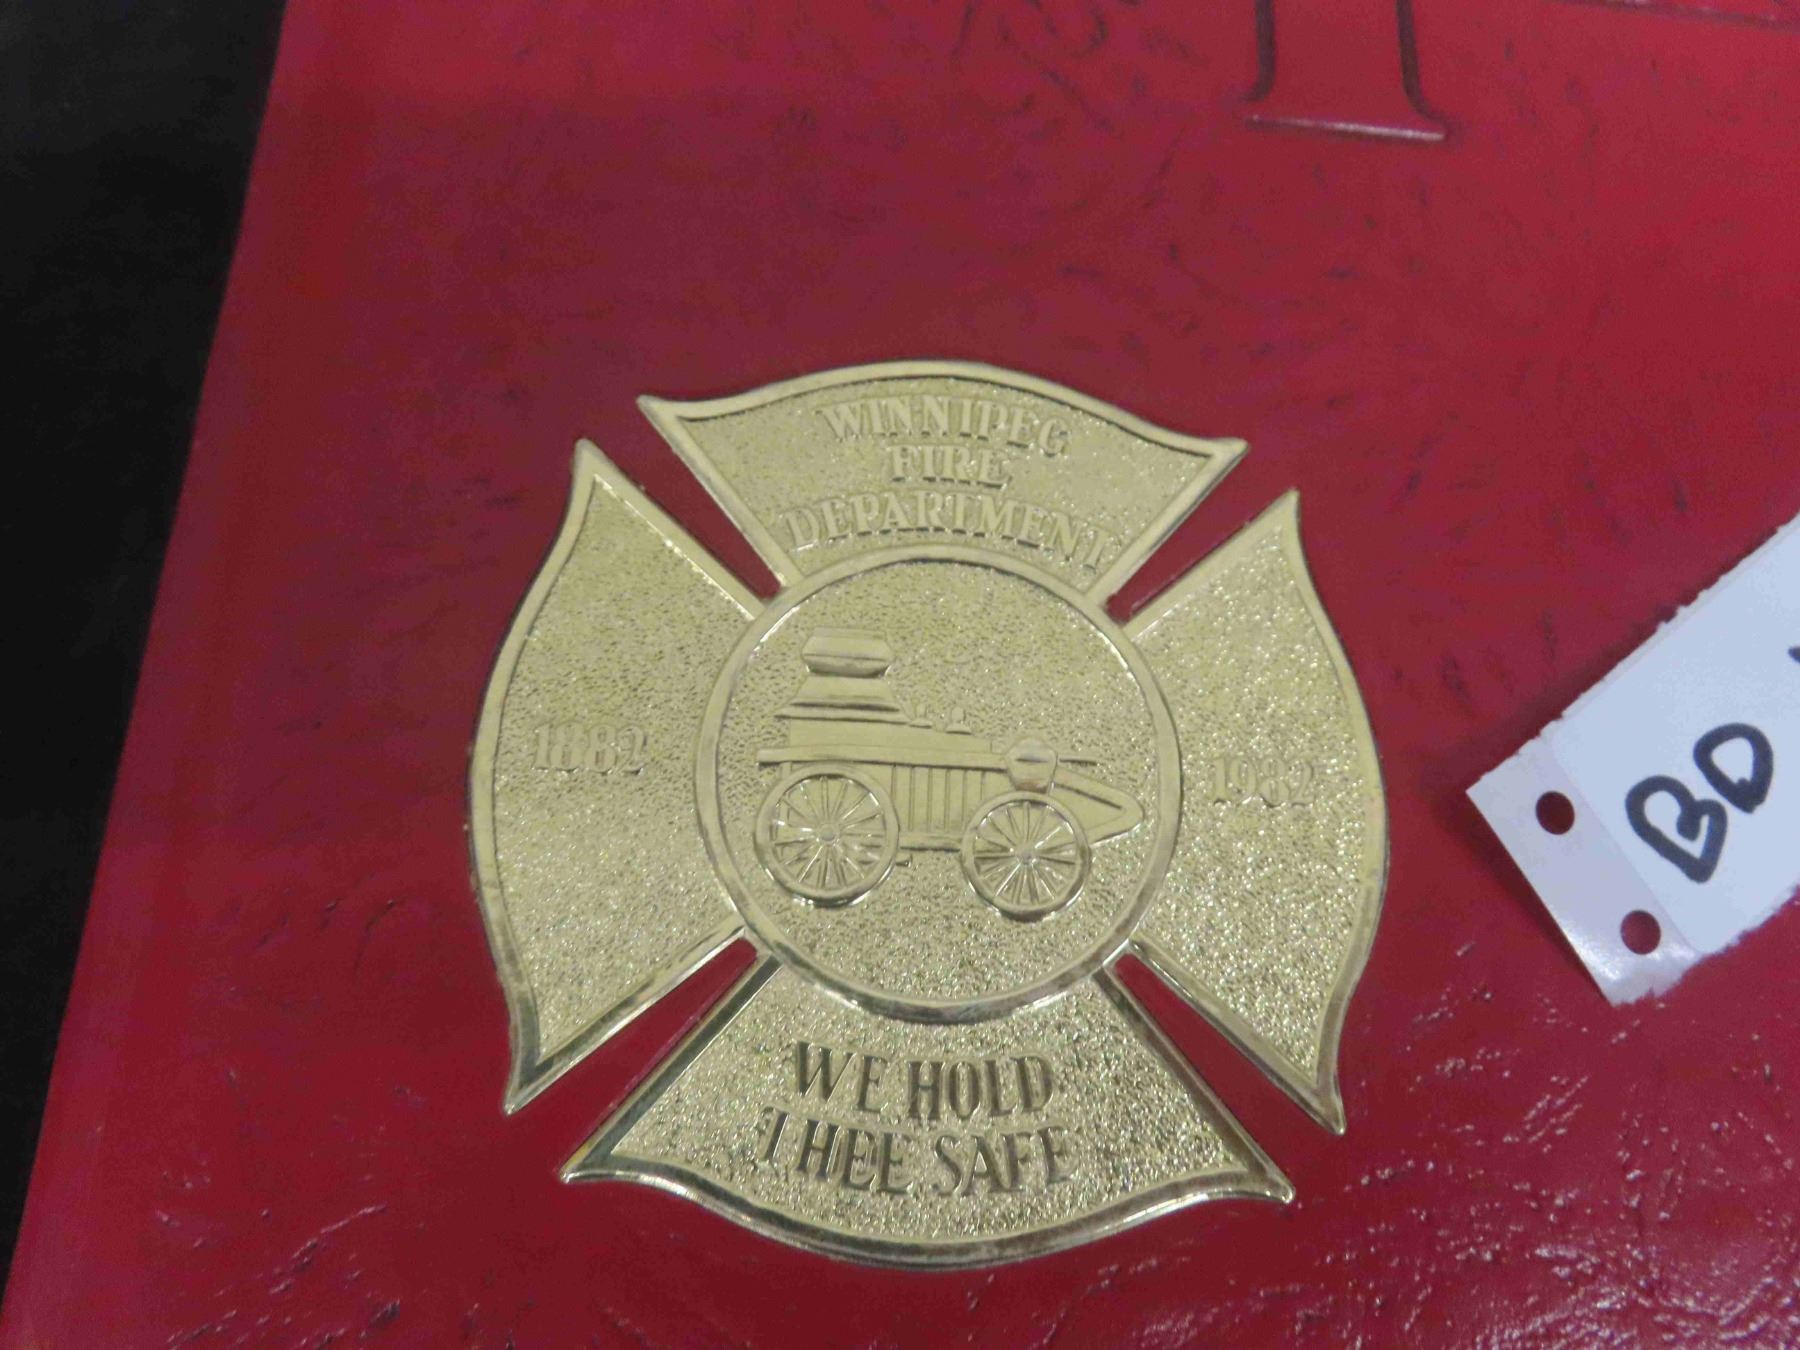 WINNIPEG
FIRE
DEPARTMENT
1882
1982
BD
WE HOLD
THEE SAFE